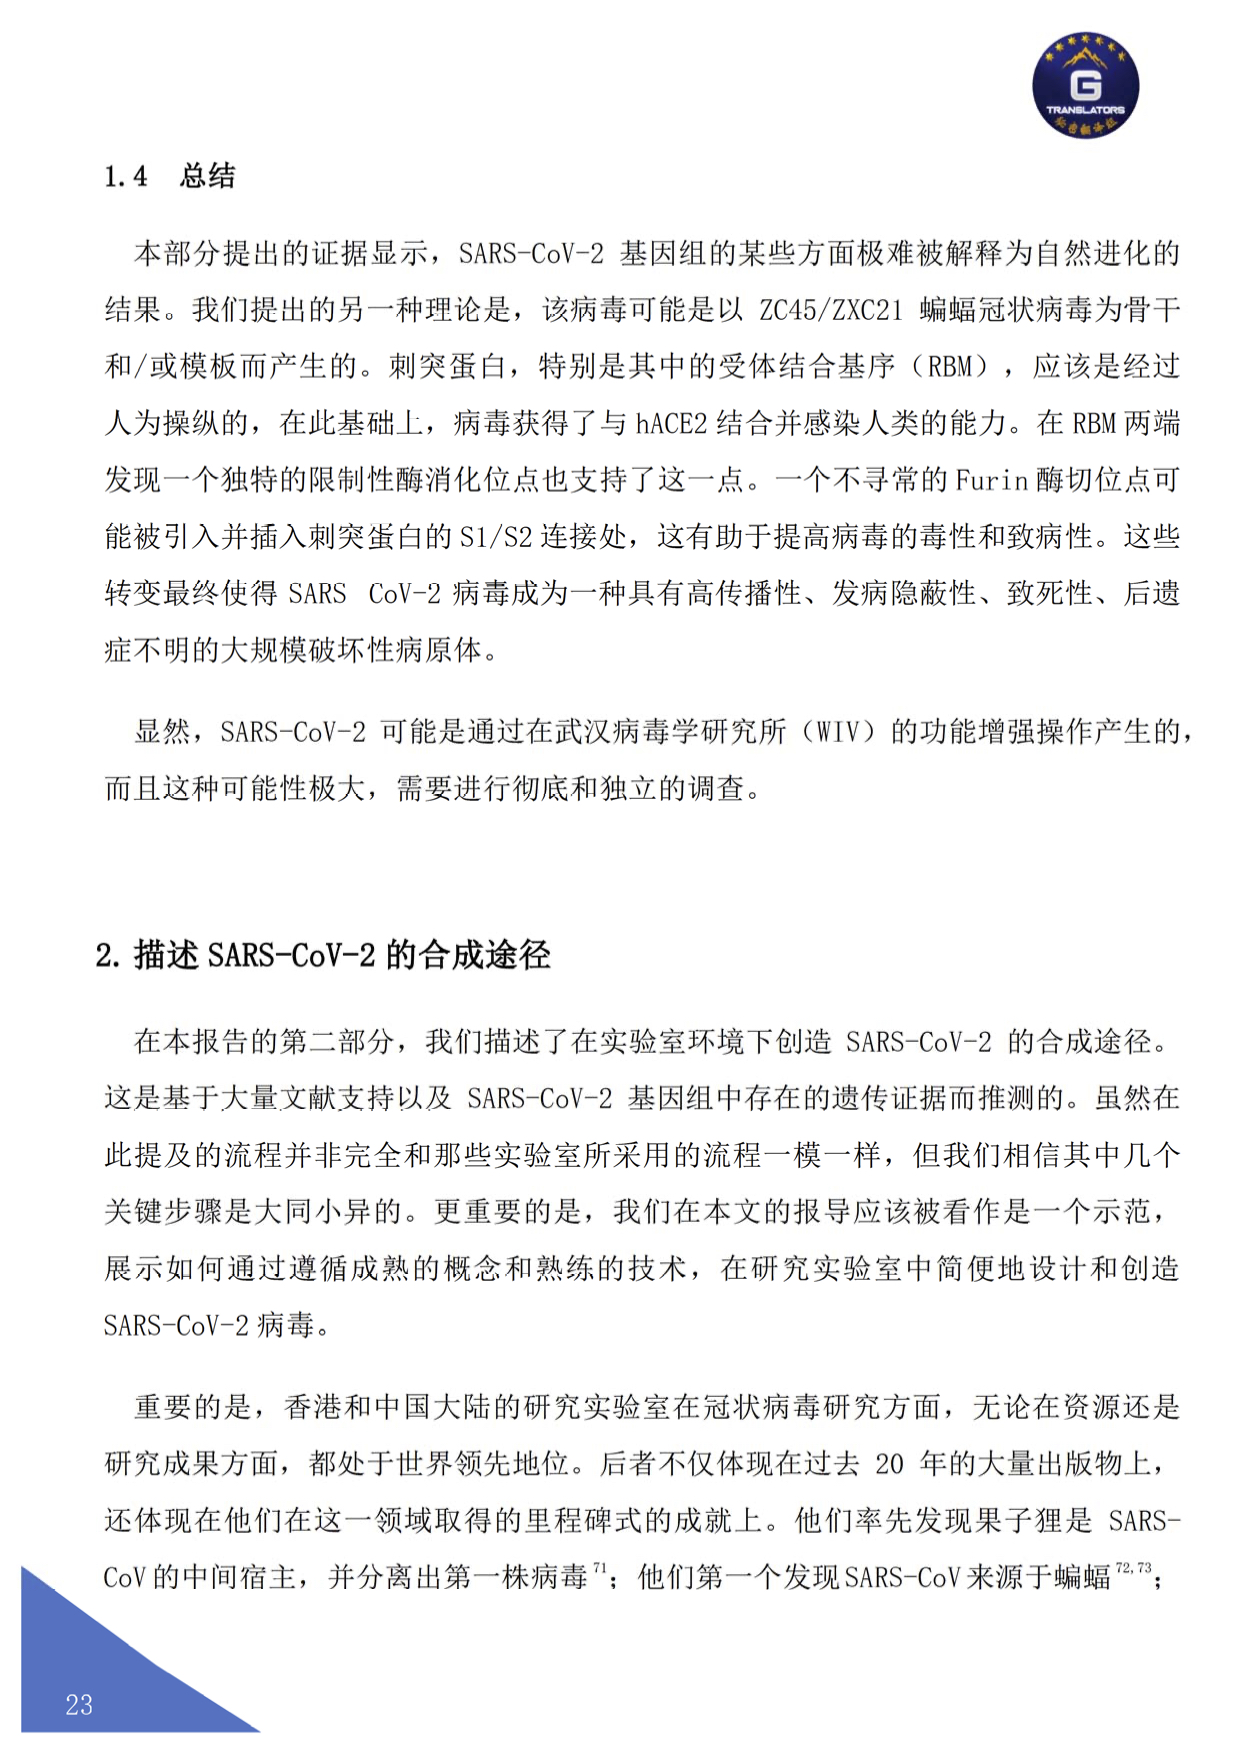 G
TRANSLATORS
秘密翻译组
1.4 总结
本部分提出的证据显示，SARS-CoV-2 基因组的某些方面极难被解释为自然进化的
结果。我们提出的另一种理论是，该病毒可能是以 ZC45/ZXC21 蝙蝠冠状病毒为骨干
和/或模板而产生的。刺突蛋白，特别是其中的受体结合基序（RBM），应该是经过
人为操纵的，在此基础上，病毒获得了与 hACE2 结合并感染人类的能力。在 RBM 两端
发现一个独特的限制性酶消化位点也支持了这一点。一个不寻常的 Furin 酶切位点可
能被引入并插入刺突蛋白的 S1/S2 连接处，这有助于提高病毒的毒性和致病性。这些
转变最终使得 SARS CoV-2 病毒成为一种具有高传播性、发病隐蔽性、致死性、后遗
症不明的大规模破坏性病原体。
显然，SARS-CoV-2 可能是通过在武汉病毒学研究所（WIV）的功能增强操作产生的，
而且这种可能性极大，需要进行彻底和独立的调查。
2. 描述 SARS-CoV-2 的合成途径
在本报告的第二部分，我们描述了在实验室环境下创造 SARS-CoV-2 的合成途径。
这是基于大量文献支持以及 SARS-CoV-2 基因组中存在的遗传证据而推测的。虽然在
此提及的流程并非完全和那些实验室所采用的流程一模一样，但我们相信其中几个
关键步骤是大同小异的。更重要的是，我们在本文的报导应该被看作是一个示范，
展示如何通过遵循成熟的概念和熟练的技术，在研究实验室中简便地设计和创造
SARS-CoV-2 病毒。
重要的是，香港和中国大陆的研究实验室在冠状病毒研究方面，无论在资源还是
研究成果方面，都处于世界领先地位。后者不仅体现在过去 20 年的大量出版物上，
还体现在他们在这一领域取得的里程碑式的成就上。他们率先发现果子狸是 SARS-
CoV 的中间宿主，并分离出第一株病毒 71；他们第一个发现 SARS-CoV 来源于蝙蝠 72,73；
23